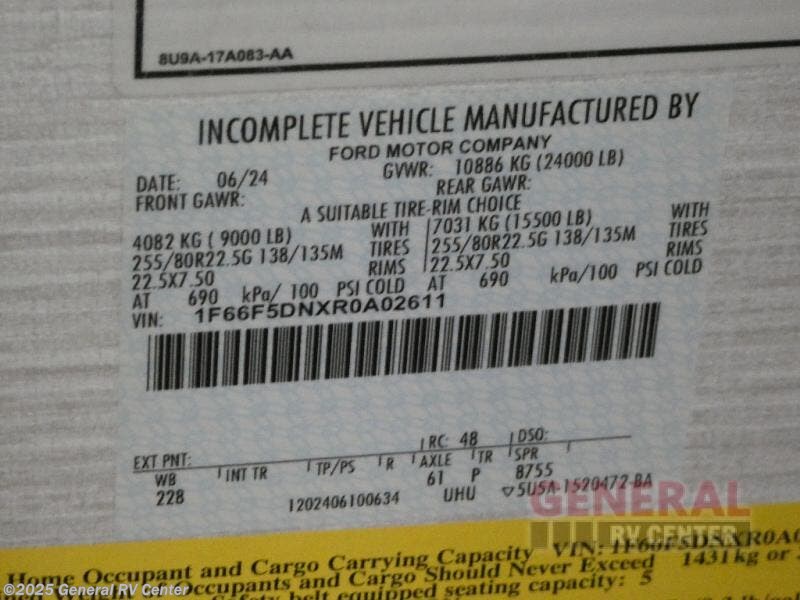 8U9A-17A083-AA
INCOMPLETE VEHICLE MANUFACTURED BY
FORD MOTOR COMPANY
DATE: 06/24 GVWR: 10886 KG (24000 LB)
FRONT GAWR: REAR GAWR:
A SUITABLE TIRE-RIM CHOICE
4082 KG ( 9000 LB) WITH 7031 KG (15500 LB) WITH
255/80R22.5G 138/135M TIRES 255/80R22.5G 138/135M TIRES
22.5X7.50 RIMS 22.5X7.50 RIMS
AT 690 kPa/ 100 PSI COLD AT 690 kPa/100 PSI COLD
VIN: 1F66F5DNXR0A02611
RC: 48 DSO:
EXT PNT:
WB INT TR TP/PS R AXLE TR SPR
228 61 P 8755
1202406100634 UHU 5U5A-1520472-BA
GENERAL
RV CENTER
VIN: 1F66F5DNXR0A0
Home Occupant and Cargo Carrying Capacity
Occupants and Cargo Should Never Exceed 1431kg or
belt equipped seating capacity: 5
©2025 General RV Center